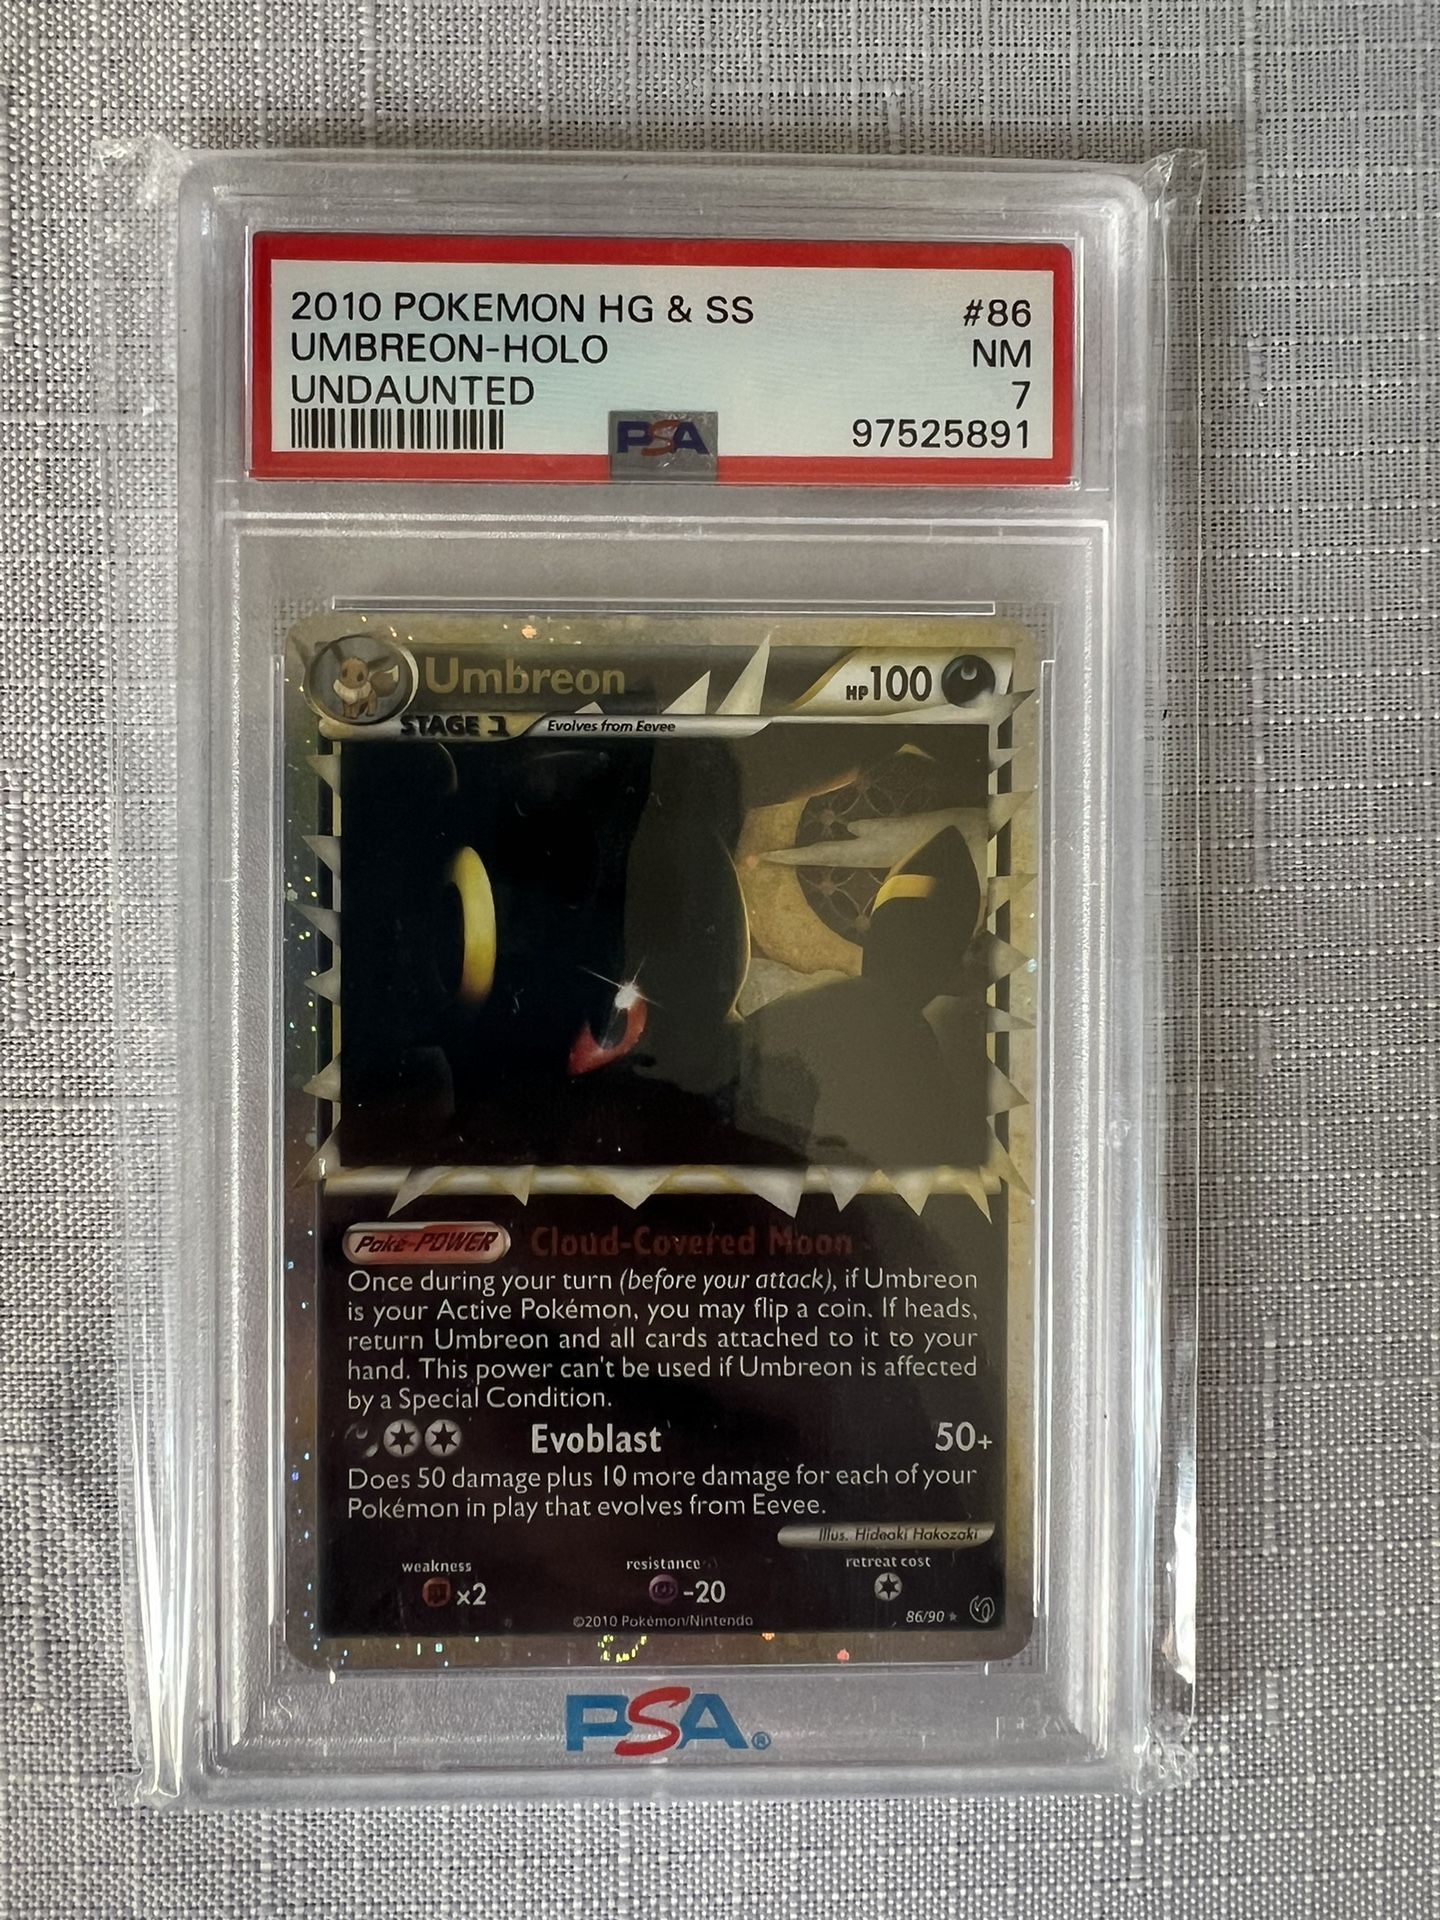 2010 POKEMON HG & SS #86
UMBREON-HOLO NM
UNDAUNTED 7
PSA 97525891
Umbreon HP100
STAGE 1 Evolves from Eevee
Poké-POWER Cloud-Covered Moon
Once during your turn (before your attack), if Umbreon
is your Active Pokémon, you may flip a coin. If heads,
return Umbreon and all cards attached to it to your
hand. This power can't be used if Umbreon is affected
by a Special Condition.
Evoblast 50+
Does 50 damage plus 10 more damage for each of your
Pokémon in play that evolves from Eevee.
Illus. Hideaki Hakozaki
weakness resistance retreat cost
x2 -20
©2010 Pokémon/Nintendo 86/90 ★
PSA®